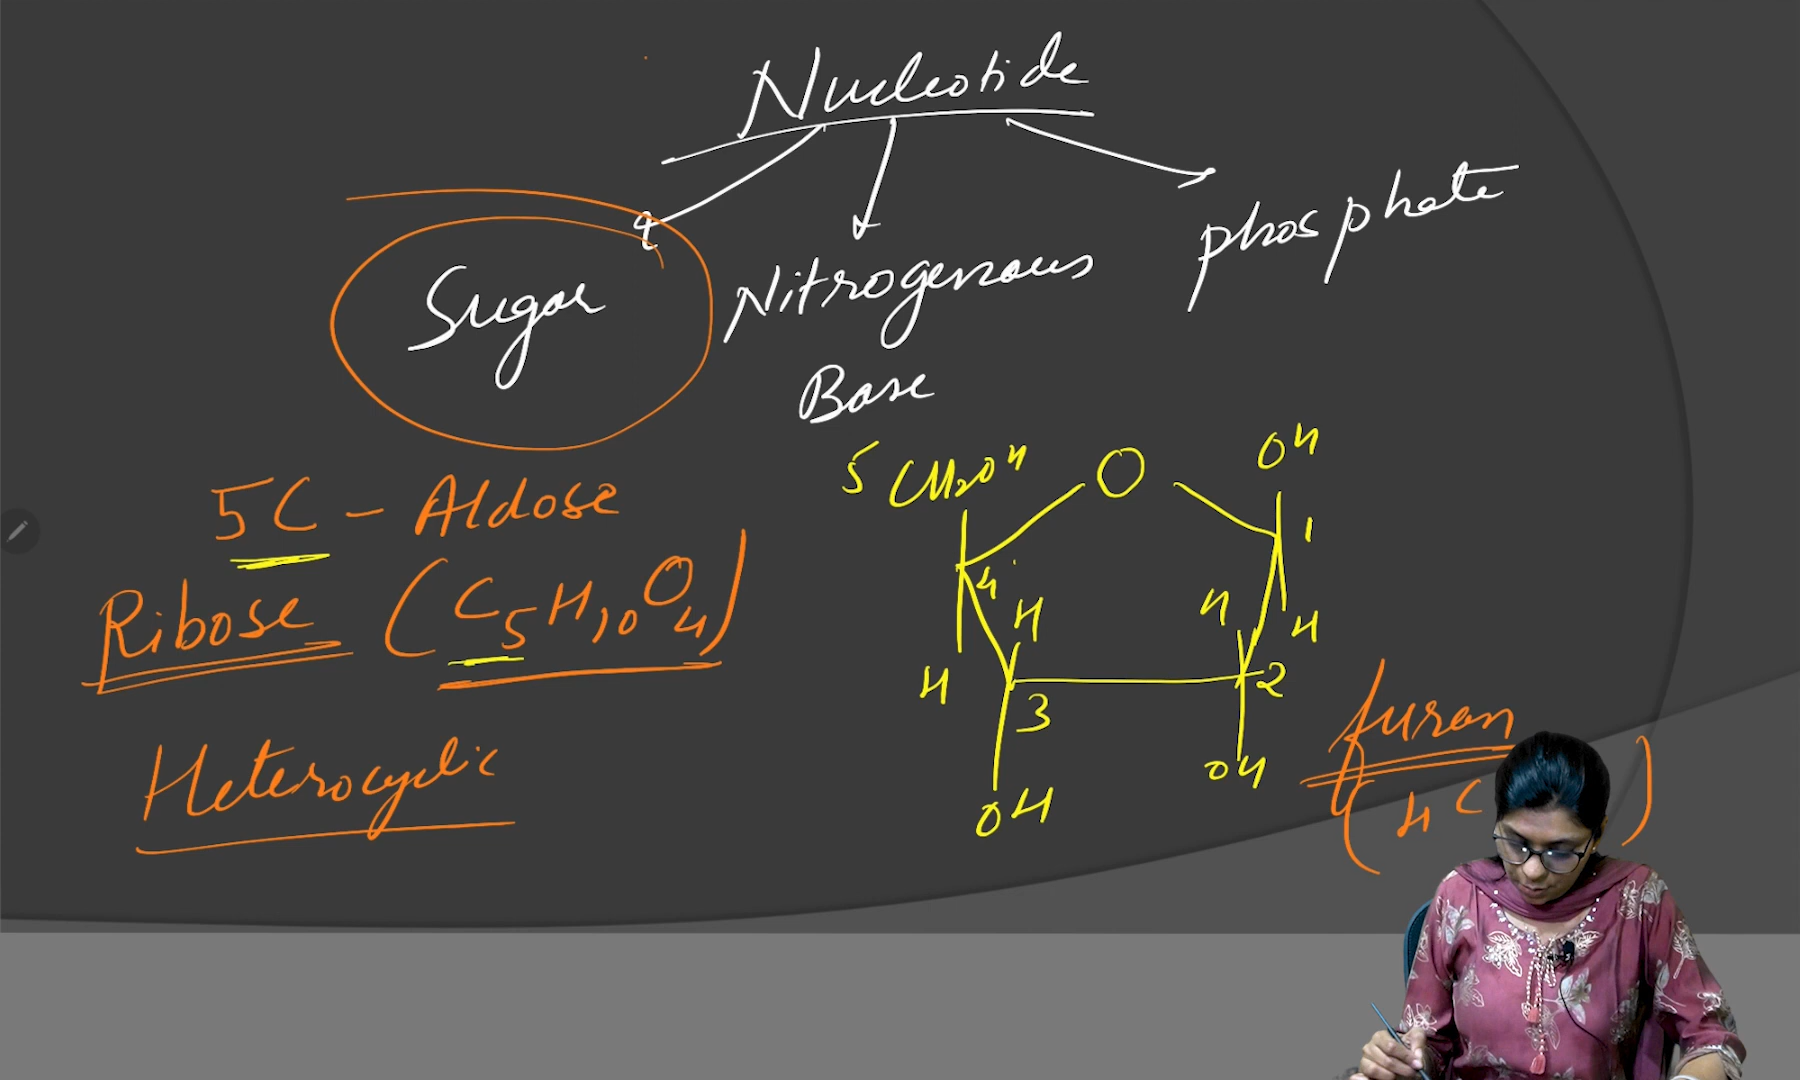 Nucleotide
Sugar
Nitrogenous
Base
phosphate
5C - Aldose
Ribose (C5H10O4)
Heterocyclic
5 CH2OH
O
OH
4
1
H
H
H
H
3
2
OH
OH
furan
(4C )